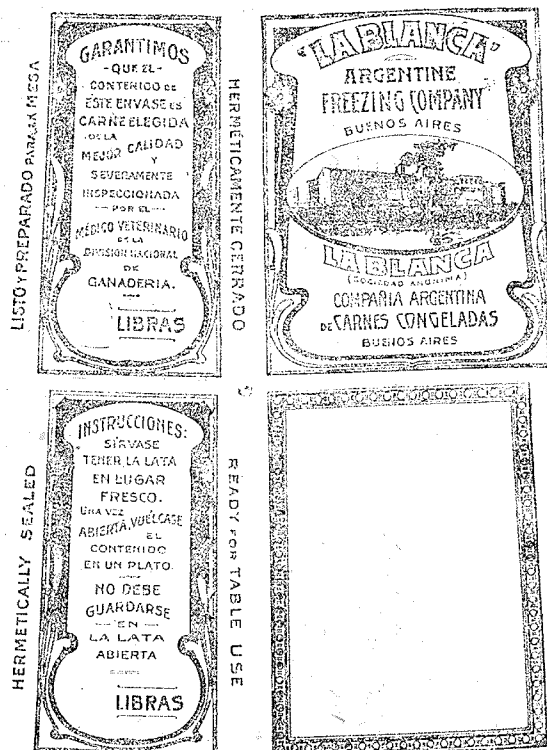 LISTO Y PREPARADO PARA LA MESA
GARANTIMOS
- QUE EL -
CONTENIDO DE
ESTE ENVASE ES
CARNE ELEGIDA
DE LA
MEJOR CALIDAD
Y
SEVERAMENTE
INSPECCIONADA
POR EL
MÉDICO VETERINARIO
DE LA
DIVISION NACIONAL
DE
GANADERIA.
LIBRAS
HERMÉTICAMENTE CERRADO
"LA BLANCA"
ARGENTINE
FREEZING COMPANY
BUENOS AIRES
LA BLANCA
(SOCIEDAD ANÓNIMA)
COMPAÑIA ARGENTINA
DE CARNES CONGELADAS
BUENOS AIRES
HERMETICALLY SEALED
INSTRUCCIONES:
SÍRVASE
TENER LA LATA
EN LUGAR
FRESCO.
UNA VEZ
ABIERTA, VUÉLCASE
EL
CONTENIDO
EN UN PLATO.
NO DEBE
GUARDARSE
EN
LA LATA
ABIERTA
LIBRAS
READY FOR TABLE USE